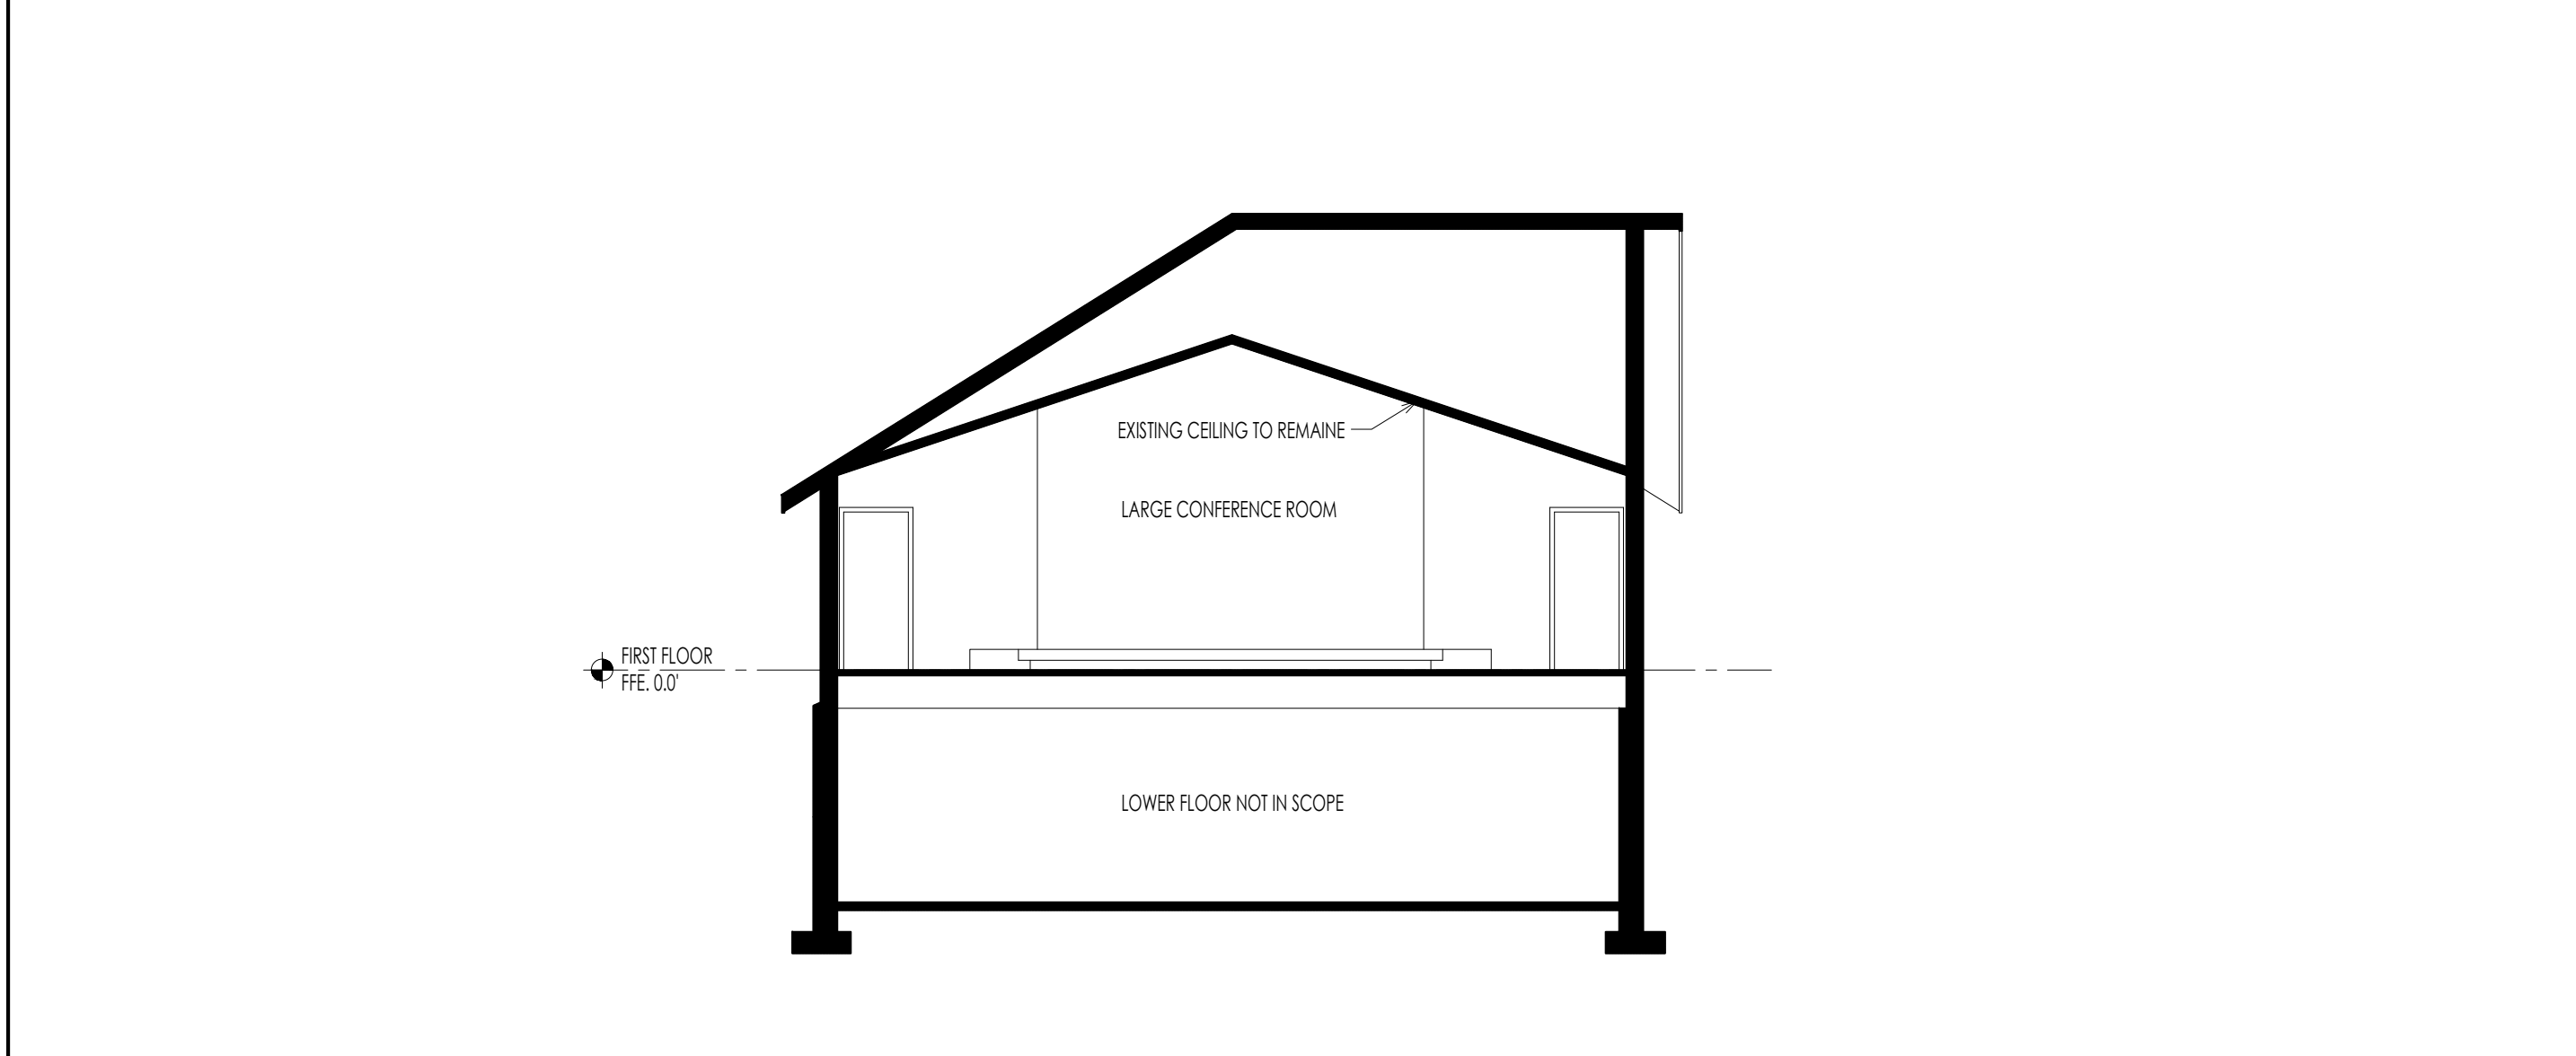 EXISTING CEILING TO REMAINE
LARGE CONFERENCE ROOM
FIRST FLOOR
FFE. 0.0'
LOWER FLOOR NOT IN SCOPE